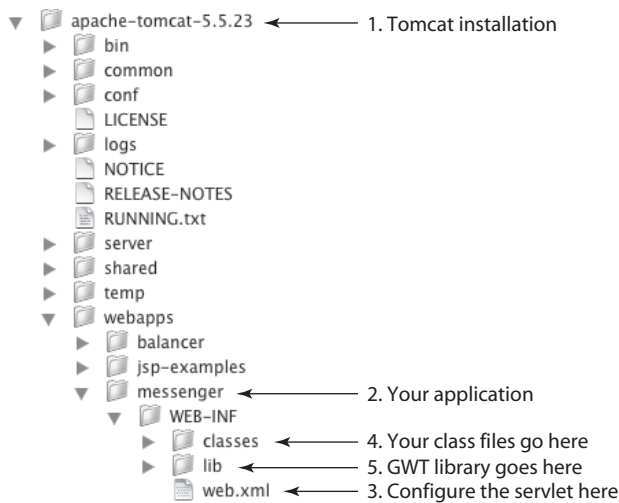 apache-tomcat-5.5.23 1. Tomcat installation
bin
common
conf
LICENSE
logs
NOTICE
RELEASE-NOTES
RUNNING.txt
server
shared
temp
webapps
balancer
jsp-examples
messenger 2. Your application
WEB-INF
classes 4. Your class files go here
lib 5. GWT library goes here
web.xml 3. Configure the servlet here